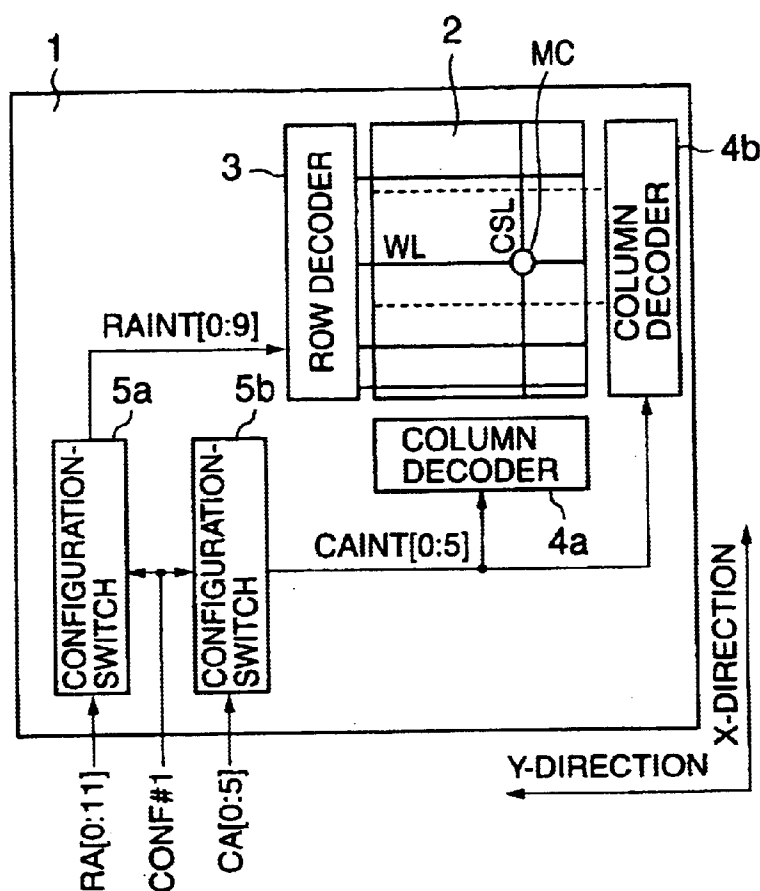 1
2
MC
3
4b
ROW DECODER
WL
CSL
COLUMN
DECODER
RAINT[0:9]
5a
5b
COLUMN
DECODER
4a
CONFIGURATION-
SWITCH
CONFIGURATION-
SWITCH
CAINT[0:5]
X-DIRECTION
Y-DIRECTION
RA[0:11]
CONF#1
CA[0:5]